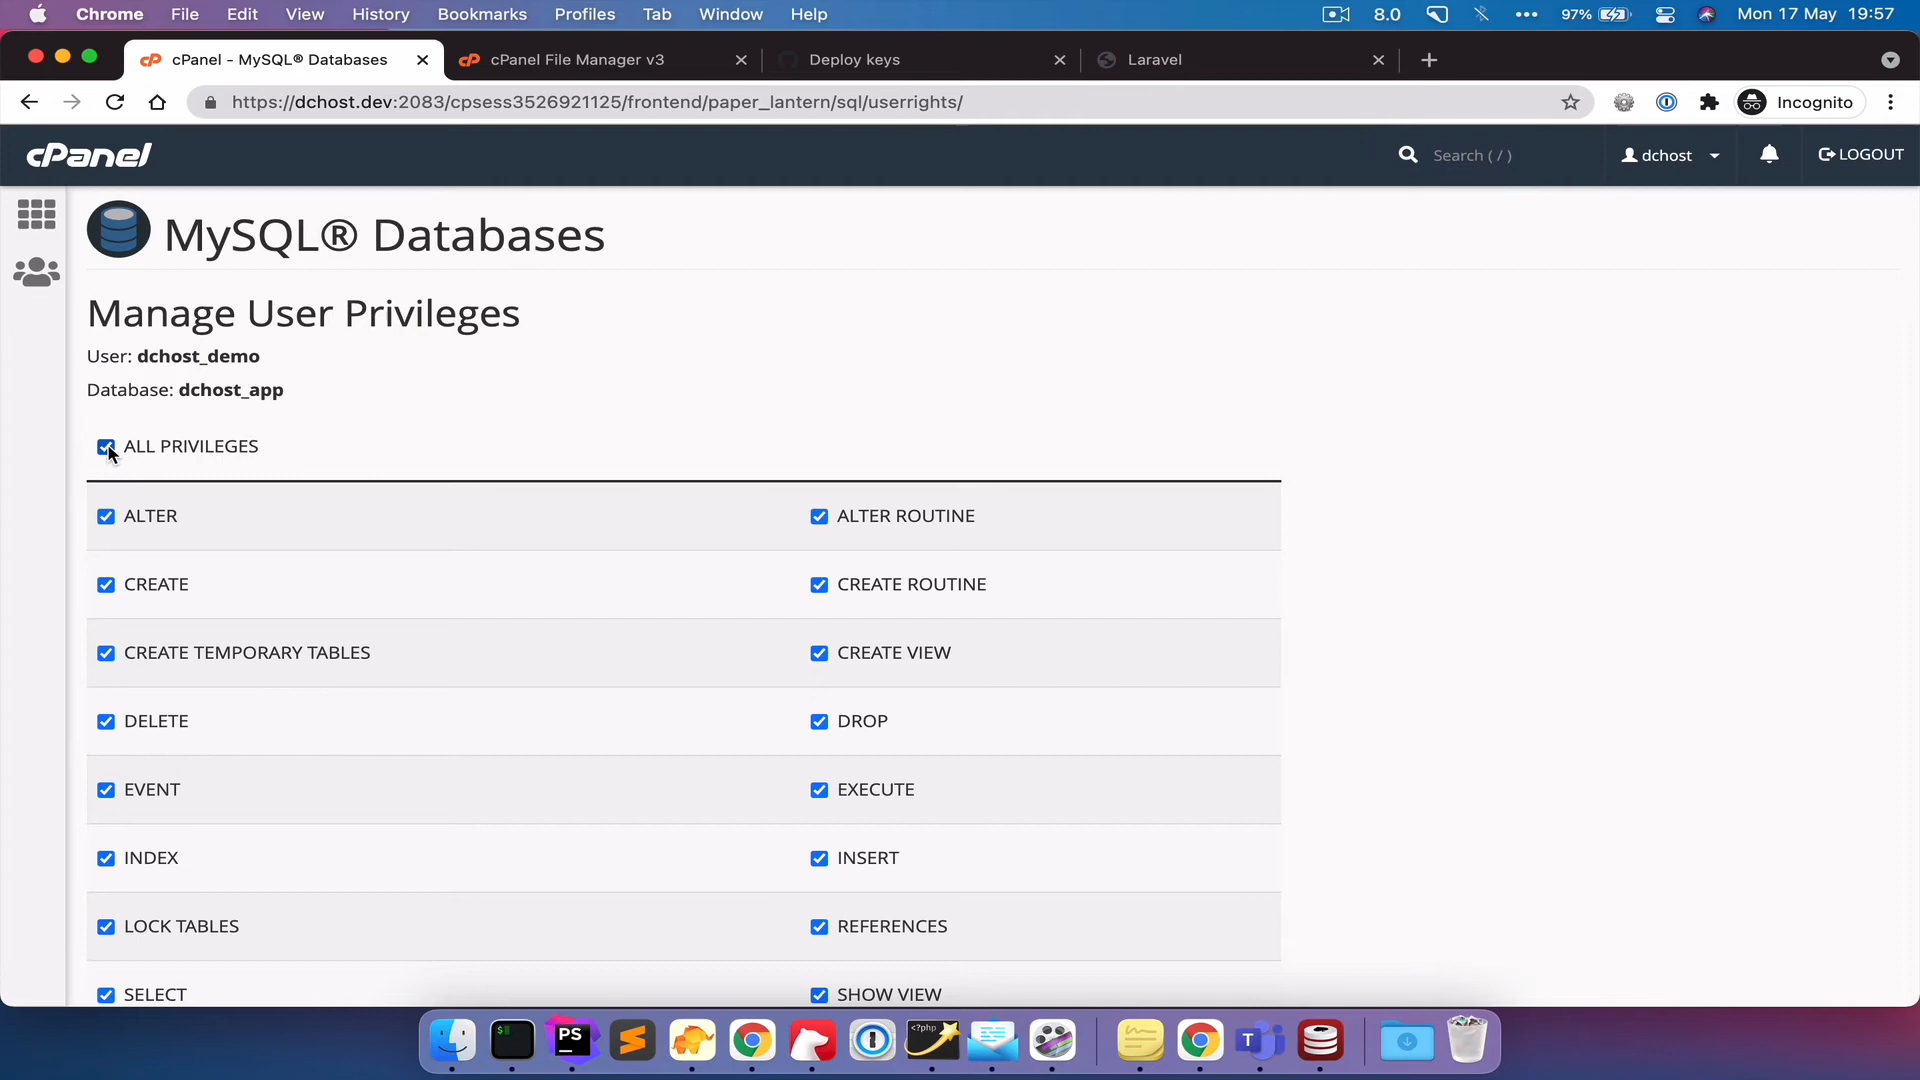 Chrome File Edit View History Bookmarks Profiles Tab Window Help 8.0 97% Mon 17 May 19:57
cPanel - MySQL® Databases cPanel File Manager v3 Deploy keys Laravel
https://dchost.dev:2083/cpsess3526921125/frontend/paper_lantern/sql/userrights/ Incognito
cPanel Search ( / ) dchost LOGOUT
MySQL® Databases
Manage User Privileges
User: dchost_demo
Database: dchost_app
ALL PRIVILEGES
ALTER ALTER ROUTINE
CREATE CREATE ROUTINE
CREATE TEMPORARY TABLES CREATE VIEW
DELETE DROP
EVENT EXECUTE
INDEX INSERT
LOCK TABLES REFERENCES
SELECT SHOW VIEW
$ PS <?php T